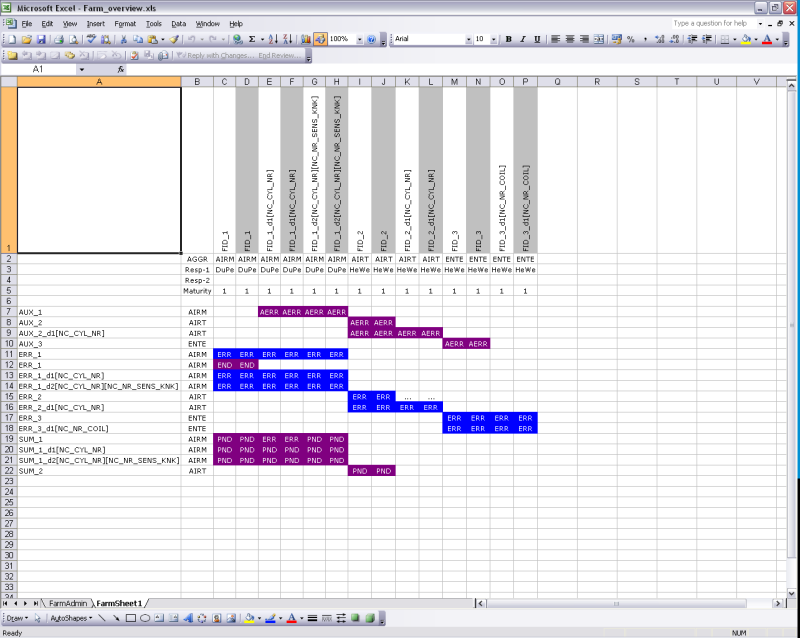 Microsoft Excel - Farm_overview.xls
File Edit View Insert Format Tools Data Window Help
Type a question for help
100%
Arial
10
B I U
Reply with Changes... End Review...
A1
fx
A B C D E F G H I J K L M N O P Q R S T U V
1 FID_1 FID_1 FID_1_d1[NC_CYL_NR] FID_1_d1[NC_CYL_NR] FID_1_d2[NC_CYL_NR][NC_NR_SENS_KNK] FID_1_d2[NC_CYL_NR][NC_NR_SENS_KNK] FID_2 FID_2 FID_2_d1[NC_CYL_NR] FID_2_d1[NC_CYL_NR] FID_3 FID_3 FID_3_d1[NC_NR_COIL] FID_3_d1[NC_NR_COIL]
2 AGGR AIRM AIRM AIRM AIRM AIRM AIRM AIRT AIRT AIRT AIRT ENTE ENTE ENTE ENTE
3 Resp-1 DuPe DuPe DuPe DuPe DuPe DuPe HeWe HeWe HeWe HeWe HeWe HeWe HeWe HeWe
4 Resp-2
5 Maturity 1 1 1 1 1 1 1 1 1 1 1 1 1 1
6
7 AUX_1 AIRM AERR AERR AERR AERR
8 AUX_2 AIRT AERR AERR
9 AUX_2_d1[NC_CYL_NR] AIRT AERR AERR AERR AERR
10 AUX_3 ENTE AERR AERR
11 ERR_1 AIRM ERR ERR ERR ERR ERR ERR
12 ERR_1 AIRM END END
13 ERR_1_d1[NC_CYL_NR] AIRM ERR ERR ERR ERR ERR ERR
14 ERR_1_d2[NC_CYL_NR][NC_NR_SENS_KNK] AIRM ERR ERR ERR ERR ERR ERR
15 ERR_2 AIRT ERR ERR ... ...
16 ERR_2_d1[NC_CYL_NR] AIRT ERR ERR ERR ERR
17 ERR_3 ENTE ERR ERR ERR ERR
18 ERR_3_d1[NC_NR_COIL] ENTE ERR ERR ERR ERR
19 SUM_1 AIRM PND PND ERR ERR PND PND
20 SUM_1_d1[NC_CYL_NR] AIRM PND PND PND PND PND PND
21 SUM_1_d2[NC_CYL_NR][NC_NR_SENS_KNK] AIRM PND PND PND PND PND PND
22 SUM_2 AIRT PND PND
23
24
25
26
27
28
29
30
31
32
33
34
FarmAdmin FarmSheet1
Draw AutoShapes
Ready
NUM